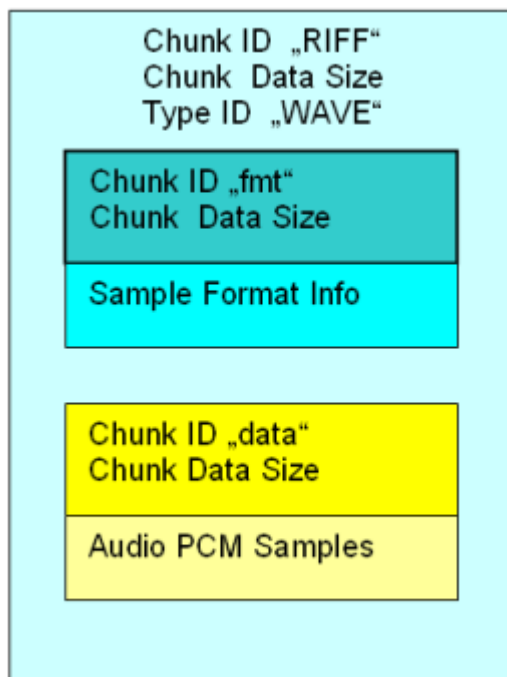 Chunk ID „RIFF“
Chunk Data Size
Type ID „WAVE“
Chunk ID „fmt“
Chunk Data Size
Sample Format Info
Chunk ID „data“
Chunk Data Size
Audio PCM Samples